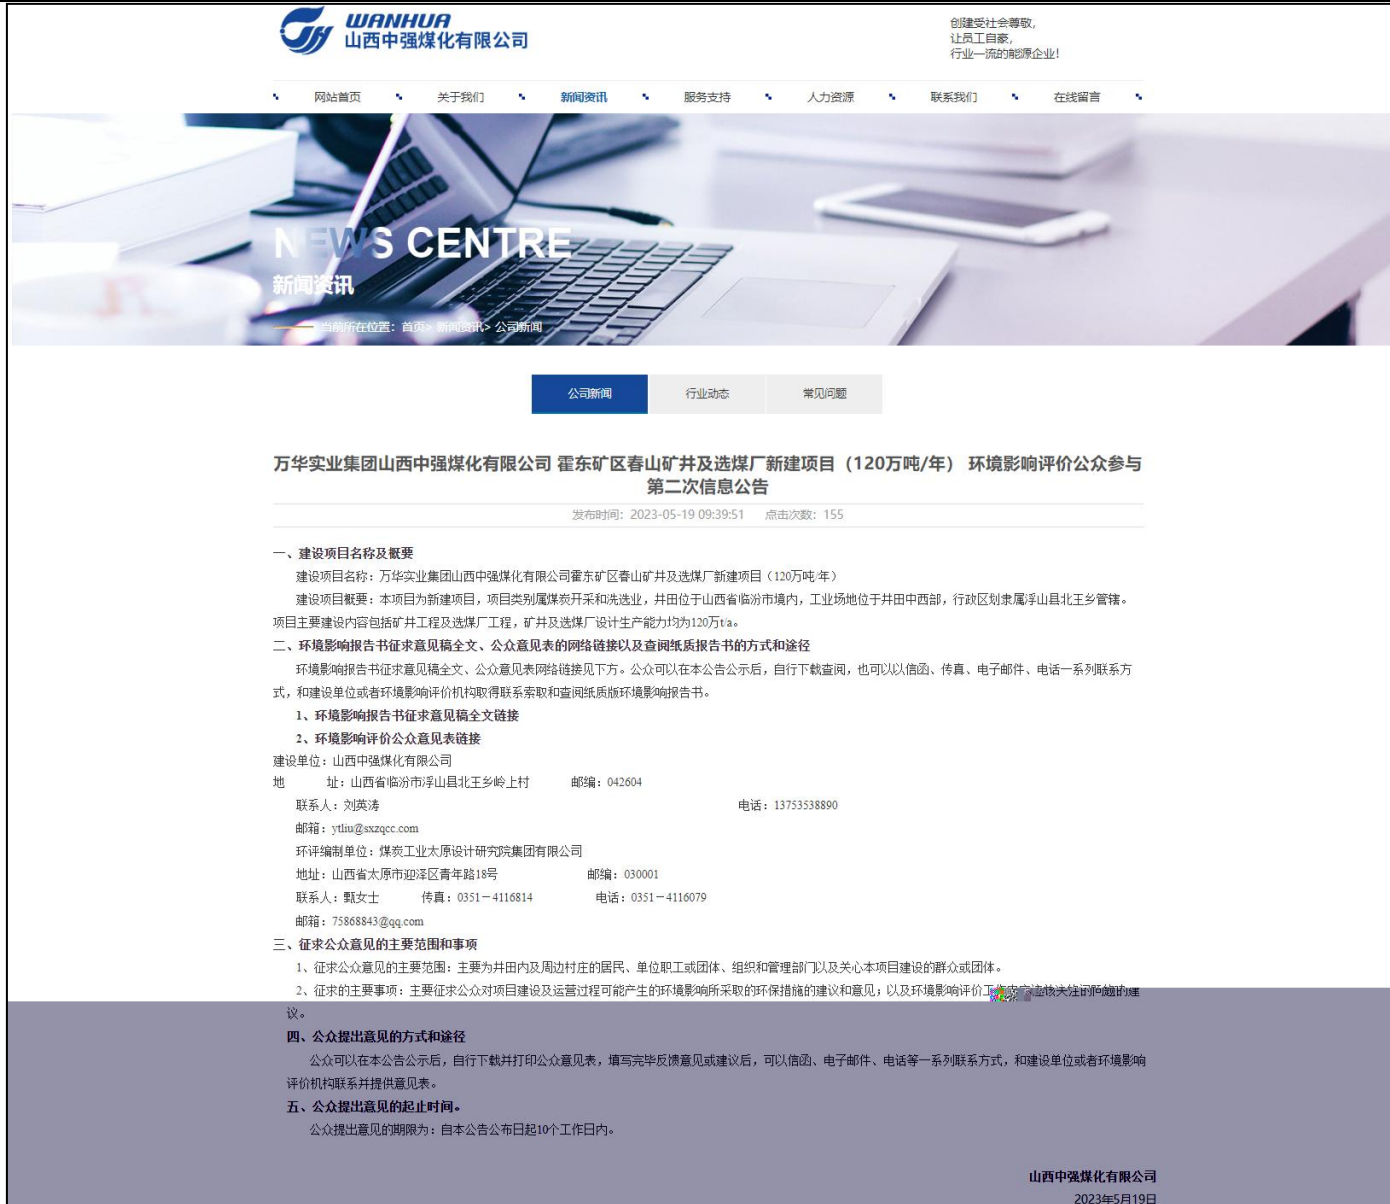 WANHUA
山西中强煤化有限公司
创建受社会尊敬，
让员工自豪，
行业一流的能源企业！
网站首页 关于我们 新闻资讯 服务支持 人力资源 联系我们 在线留言
NEWS CENTRE
新闻资讯
当前所在位置：首页> 新闻资讯> 公司新闻
公司新闻 行业动态 常见问题
万华实业集团山西中强煤化有限公司 霍东矿区春山矿井及选煤厂新建项目（120万吨/年） 环境影响评价公众参与
第二次信息公告
发布时间：2023-05-19 09:39:51 点击次数：155
一、建设项目名称及概要
建设项目名称：万华实业集团山西中强煤化有限公司霍东矿区春山矿井及选煤厂新建项目（120万吨/年）
建设项目概要：本项目为新建项目，项目类别属煤炭开采和洗选业，井田位于山西省临汾市境内，工业场地位于井田中西部，行政区划隶属浮山县北王乡管辖。
项目主要建设内容包括矿井工程及选煤厂工程，矿井及选煤厂设计生产能力均为120万t/a。
二、环境影响报告书征求意见稿全文、公众意见表的网络链接以及查阅纸质报告书的方式和途径
环境影响报告书征求意见稿全文、公众意见表网络链接见下方。公众可以在本公告公示后，自行下载查阅，也可以以信函、传真、电子邮件、电话一系列联系方
式，和建设单位或者环境影响评价机构取得联系索取和查阅纸质版环境影响报告书。
1、环境影响报告书征求意见稿全文链接
2、环境影响评价公众意见表链接
建设单位：山西中强煤化有限公司
地 址：山西省临汾市浮山县北王乡岭上村 邮编：042604
联系人：刘英涛 电话：13753538890
邮箱：ytliu@sxzqcc.com
环评编制单位：煤炭工业太原设计研究院集团有限公司
地址：山西省太原市迎泽区青年路18号 邮编：030001
联系人：甄女士 传真：0351－4116814 电话：0351－4116079
邮箱：75868843@qq.com
三、征求公众意见的主要范围和事项
1、征求公众意见的主要范围：主要为井田内及周边村庄的居民、单位职工或团体、组织和管理部门以及关心本项目建设的群众或团体。
2、征求的主要事项：主要征求公众对项目建设及运营过程可能产生的环境影响所采取的环保措施的建议和意见；以及环境影响评价工作 的建
议。
四、公众提出意见的方式和途径
公众可以在本公告公示后，自行下载并打印公众意见表，填写完毕反馈意见或建议后，可以信函、电子邮件、电话等一系列联系方式，和建设单位或者环境影响
评价机构联系并提供意见表。
五、公众提出意见的起止时间。
公众提出意见的期限为：自本公告公布日起10个工作日内。
山西中强煤化有限公司
2023年5月19日